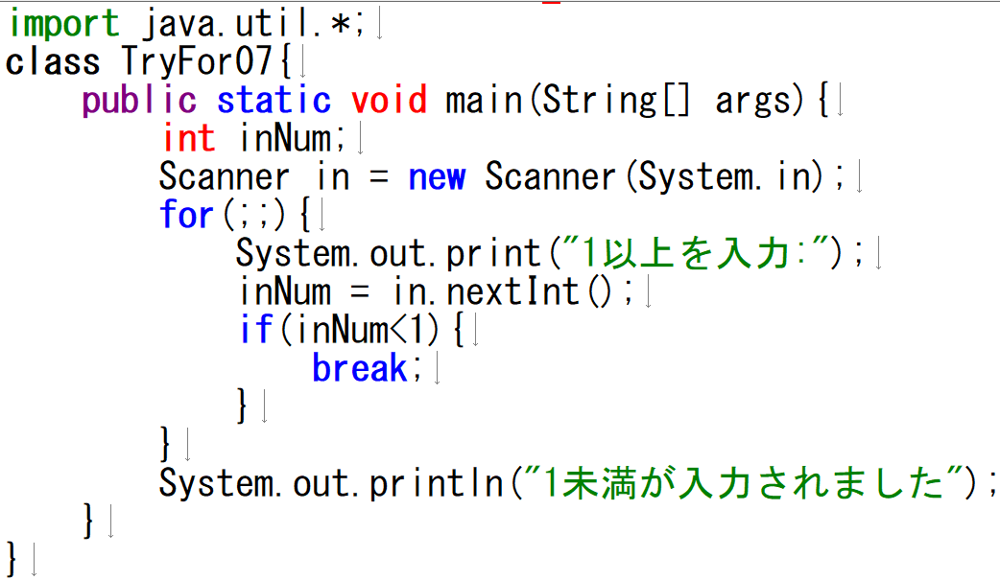 import java.util.*;↓
class TryFor07{↓
    public static void main(String[] args){↓
        int inNum;↓
        Scanner in = new Scanner(System.in);↓
        for(;;){↓
            System.out.print("1以上を入力:");↓
            inNum = in.nextInt();↓
            if(inNum<1){↓
                break;↓
            }↓
        }↓
        System.out.println("1未満が入力されました");
    }↓
}↓